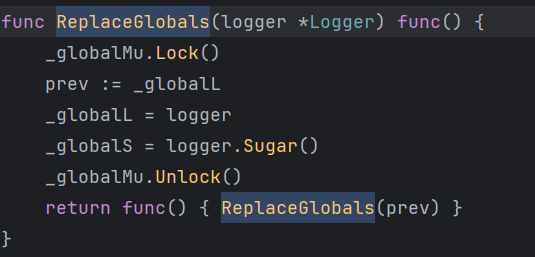 func ReplaceGlobals(logger *Logger) func() {
    _globalMu.Lock()
    prev := _globalL
    _globalL = logger
    _globalS = logger.Sugar()
    _globalMu.Unlock()
    return func() { ReplaceGlobals(prev) }
}